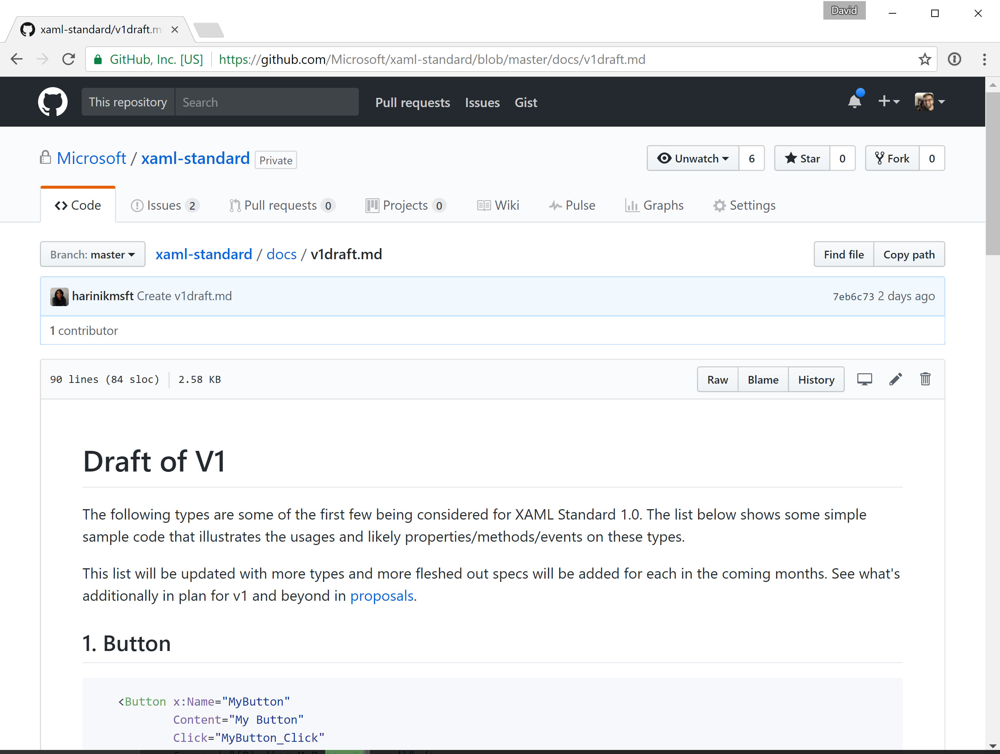 David
xaml-standard/v1draft.m
GitHub, Inc. [US] https://github.com/Microsoft/xaml-standard/blob/master/docs/v1draft.md
This repository Search Pull requests Issues Gist
Microsoft / xaml-standard Private Unwatch 6 Star 0 Fork 0
Code Issues 2 Pull requests 0 Projects 0 Wiki Pulse Graphs Settings
Branch: master xaml-standard / docs / v1draft.md Find file Copy path
harinikmsft Create v1draft.md 7eb6c73 2 days ago
1 contributor
90 lines (84 sloc) 2.58 KB Raw Blame History
Draft of V1
The following types are some of the first few being considered for XAML Standard 1.0. The list below shows some simple
sample code that illustrates the usages and likely properties/methods/events on these types.
This list will be updated with more types and more fleshed out specs will be added for each in the coming months. See what's
additionally in plan for v1 and beyond in proposals.
1. Button
<Button x:Name="MyButton"
Content="My Button"
Click="MyButton_Click"